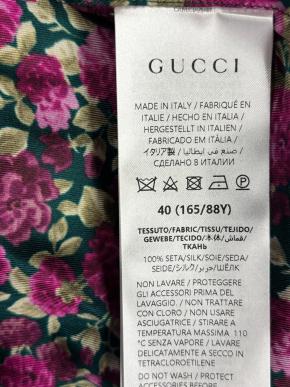 GUCCI
MADE IN ITALY / FABRIQUÉ EN
ITALIE / HECHO EN ITALIA /
HERGESTELLT IN ITALIEN /
FABRICADO EM ITÁLIA /
イタリア製 / صنع في ايطاليا /
СДЕЛАНО В ИТАЛИИ
40 (165/88Y)
TESSUTO/FABRIC/TISSU/TEJIDO/
GEWEBE/TECIDO/本体/قماش/
ТКАНЬ
100% SETA/SILK/SOIE/SEDA/
SEIDE/シルク/حرير/ШЁЛК
NON LAVARE / PROTEGGERE
GLI ACCESSORI PRIMA DEL
LAVAGGIO. / NON TRATTARE
CON CLORO / NON USARE
ASCIUGATRICE / STIRARE A
TEMPERATURA MASSIMA 110
°C SENZA VAPORE / LAVARE
DELICATAMENTE A SECCO IN
TETRACLOROETILENE
DO NOT WASH / PROTECT
ACCESSORIES BEFORE